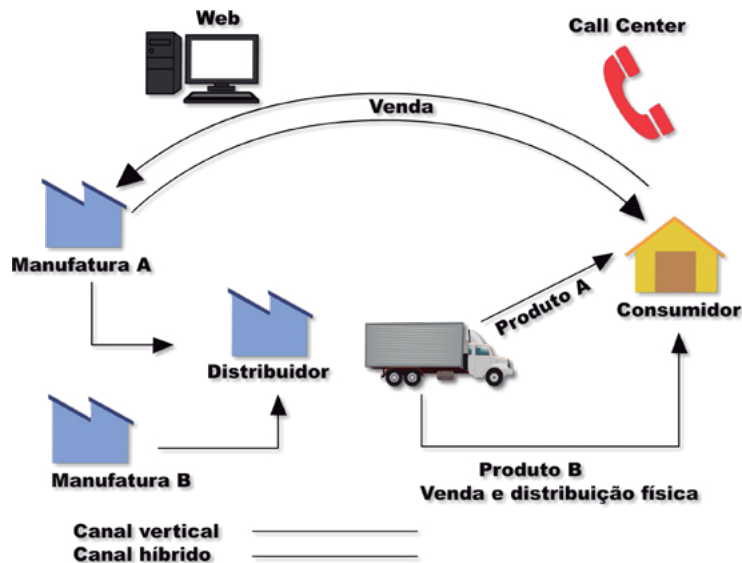 Web
Call Center
Venda
Manufatura A
Produto A
Consumidor
Distribuidor
Manufatura B
Produto B
Venda e distribuição física
Canal vertical
Canal híbrido